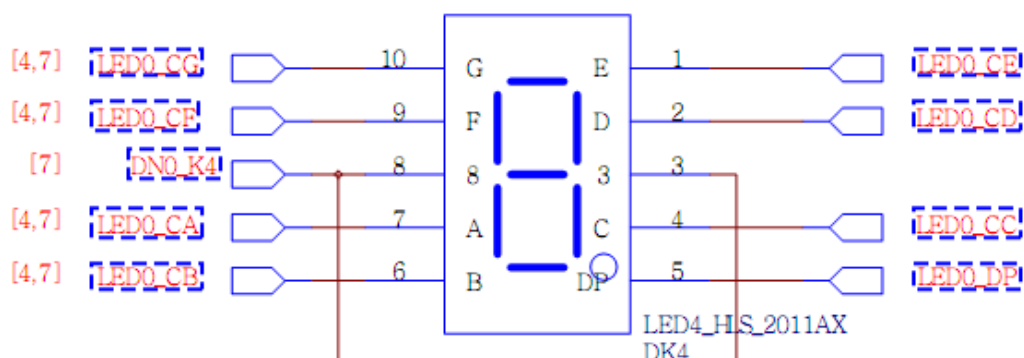 [4,7] LED0_CG 10 G E 1 LED0_CE
[4,7] LED0_CF 9 F D 2 LED0_CD
[7] DN0_K4 8 8 3 3
[4,7] LED0_CA 7 A C 4 LED0_CC
[4,7] LED0_CB 6 B DP 5 LED0_DP
LED4_HLS_2011AX
DK4